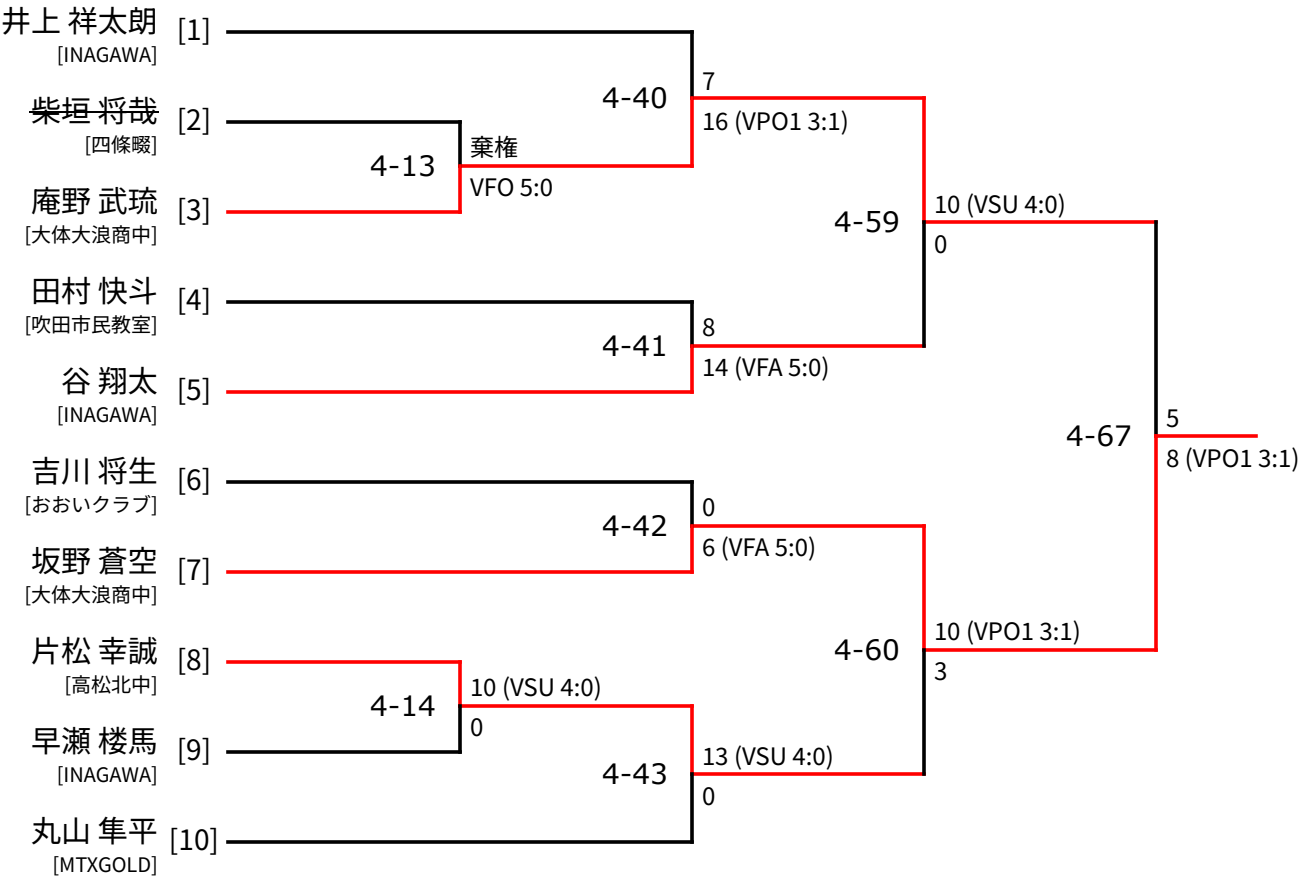 井上 祥太朗 [1]
[INAGAWA]
柴垣 将哉 [2]
[四條畷]
庵野 武琉 [3]
[大体大浪商中]
田村 快斗 [4]
[吹田市民教室]
谷 翔太 [5]
[INAGAWA]
吉川 将生 [6]
[おおいクラブ]
坂野 蒼空 [7]
[大体大浪商中]
片松 幸誠 [8]
[高松北中]
早瀬 楼馬 [9]
[INAGAWA]
丸山 隼平 [10]
[MTXGOLD]
4-13
棄権
VFO 5:0
4-14
10 (VSU 4:0)
0
4-40
7
16 (VPO1 3:1)
4-41
8
14 (VFA 5:0)
4-42
0
6 (VFA 5:0)
4-43
13 (VSU 4:0)
0
4-59
10 (VSU 4:0)
0
4-60
10 (VPO1 3:1)
3
4-67
5
8 (VPO1 3:1)